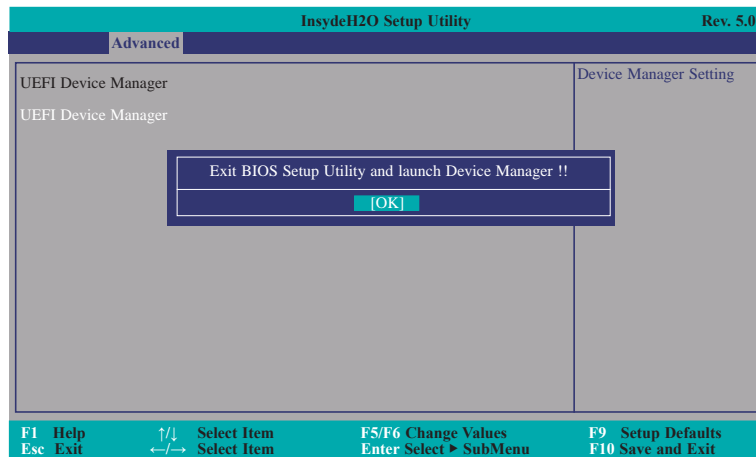 InsydeH2O Setup Utility Rev. 5.0
Advanced
UEFI Device Manager
Device Manager Setting
UEFI Device Manager
Exit BIOS Setup Utility and launch Device Manager !!
[OK]
F1 Help ↑/↓ Select Item F5/F6 Change Values F9 Setup Defaults
Esc Exit ←/→ Select Item Enter Select ▶ SubMenu F10 Save and Exit